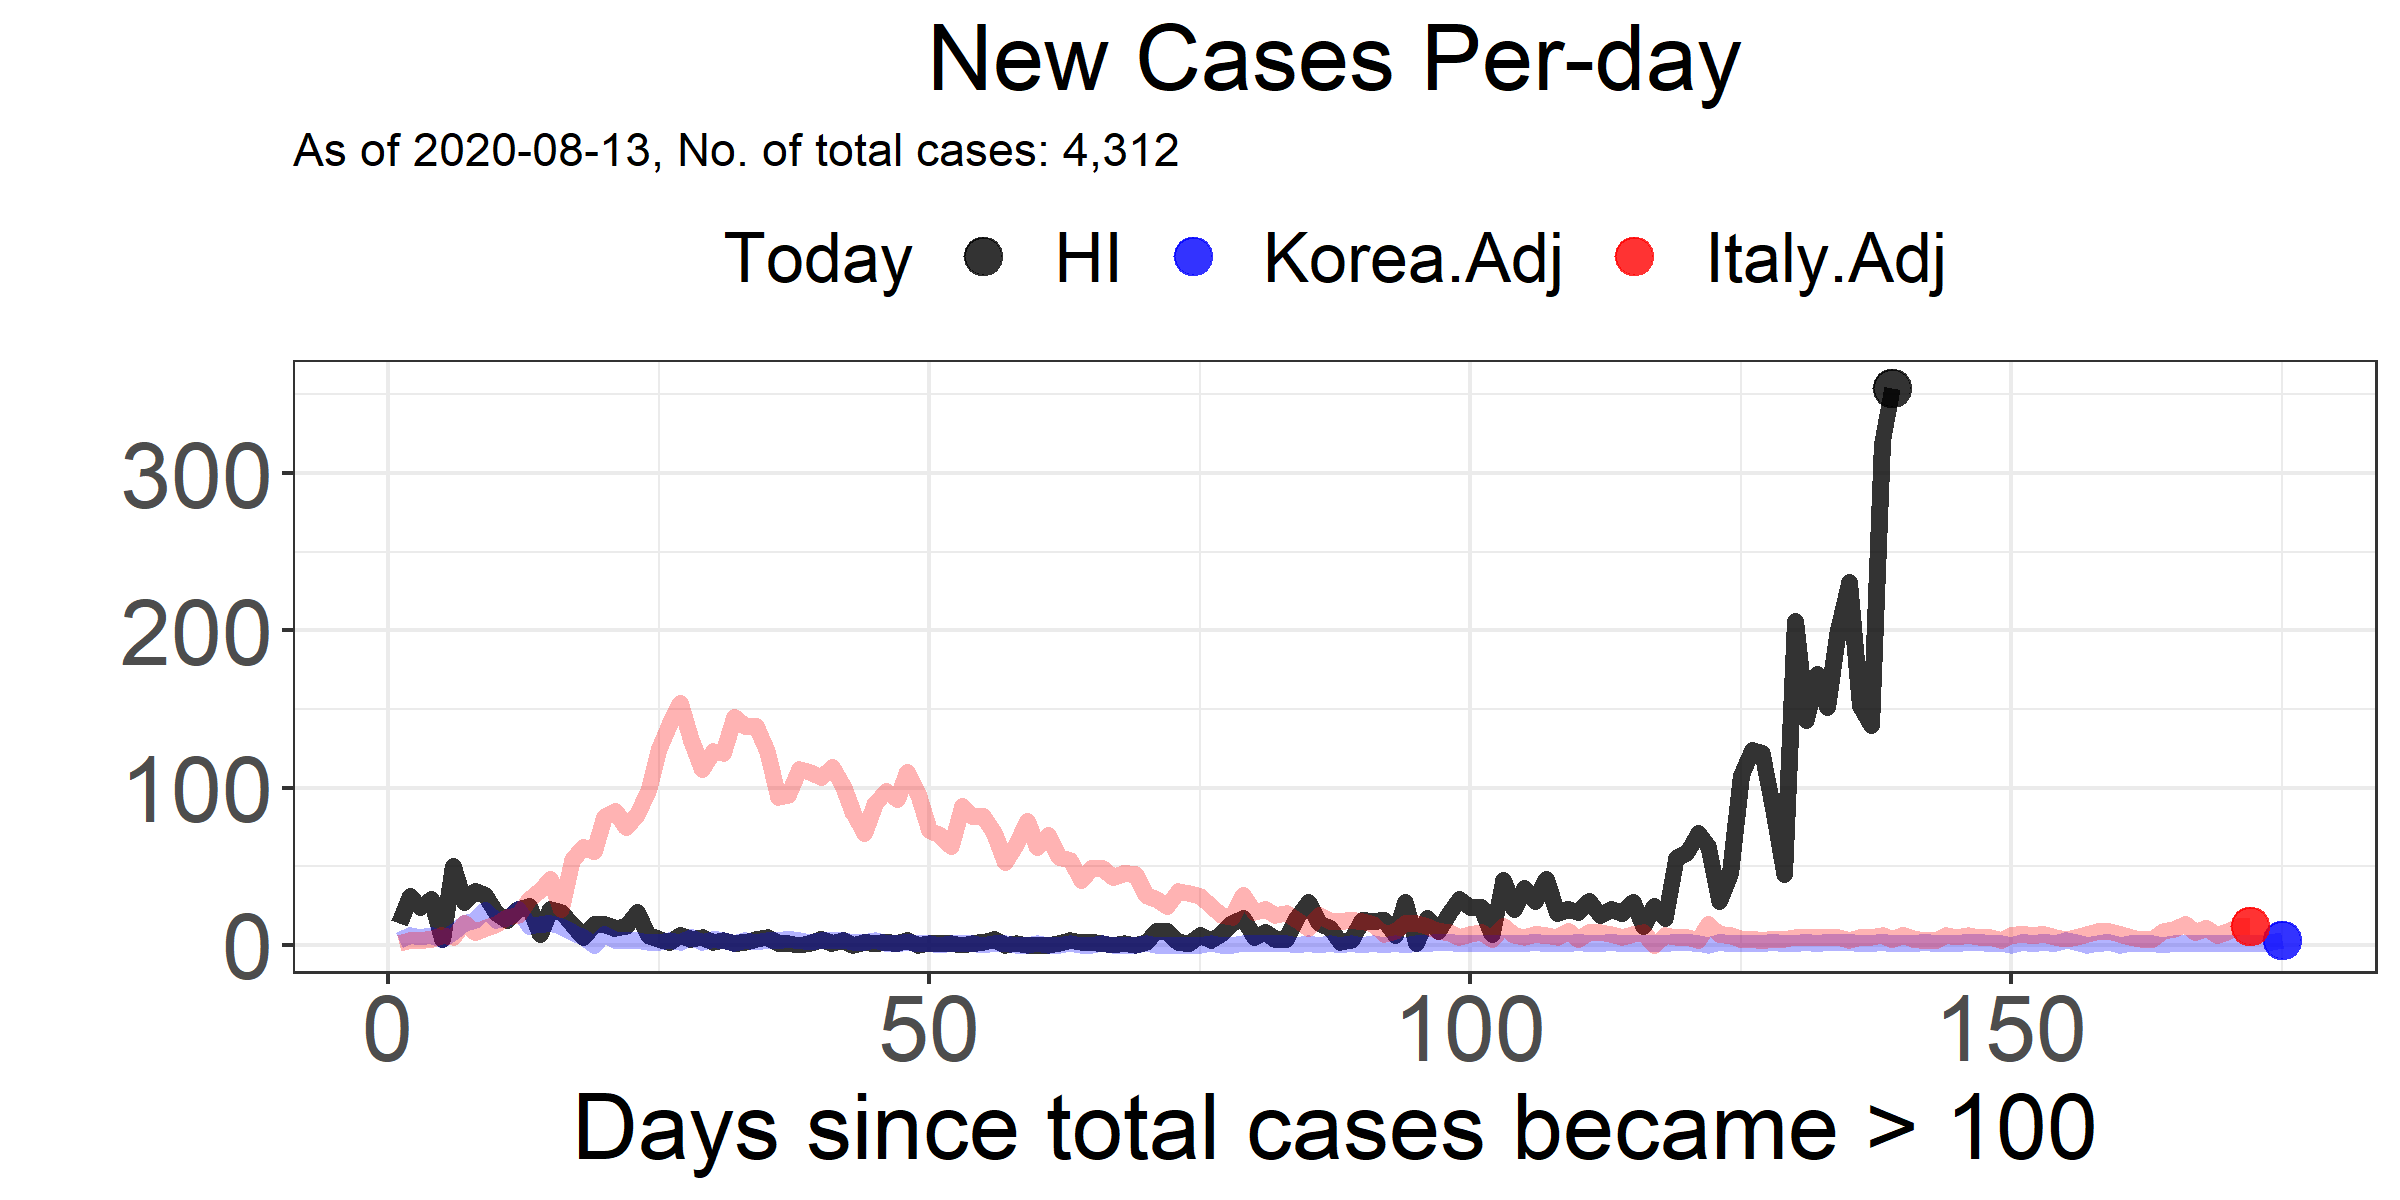 New Cases Per-day
As of 2020-08-13, No. of total cases: 4,312
Today HI Korea.Adj Italy.Adj
300
200
100
0
0 50 100 150
Days since total cases became > 100